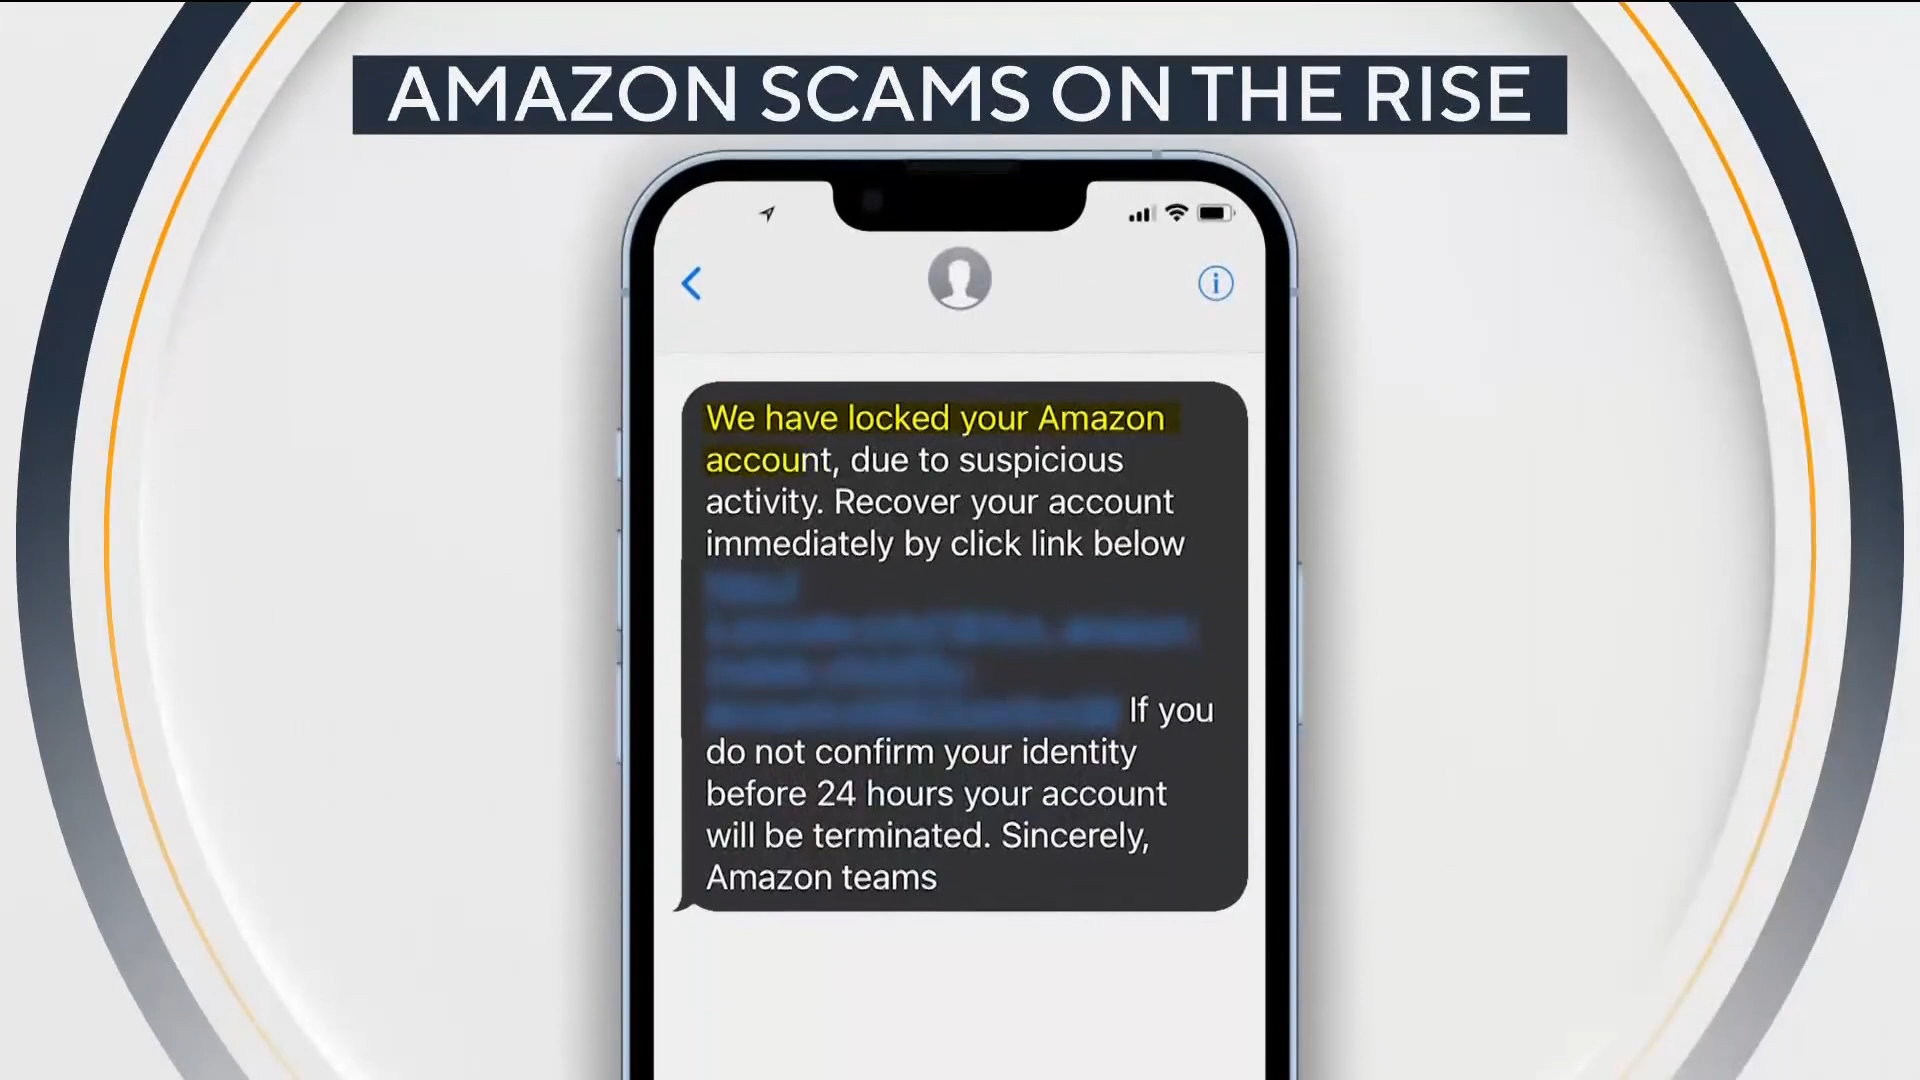 AMAZON SCAMS ON THE RISE
We have locked your Amazon
account, due to suspicious
activity. Recover your account
immediately by click link below
If you
do not confirm your identity
before 24 hours your account
will be terminated. Sincerely,
Amazon teams